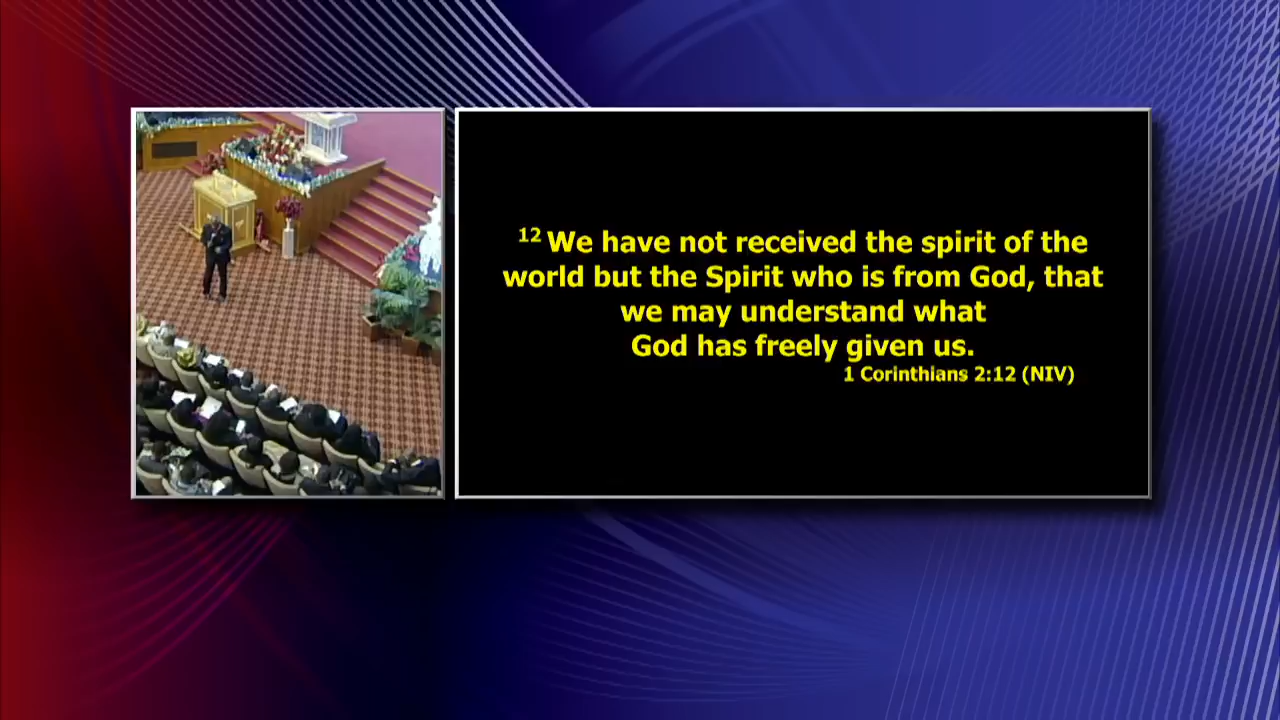 12 We have not received the spirit of the
world but the Spirit who is from God, that
we may understand what
God has freely given us.
1 Corinthians 2:12 (NIV)